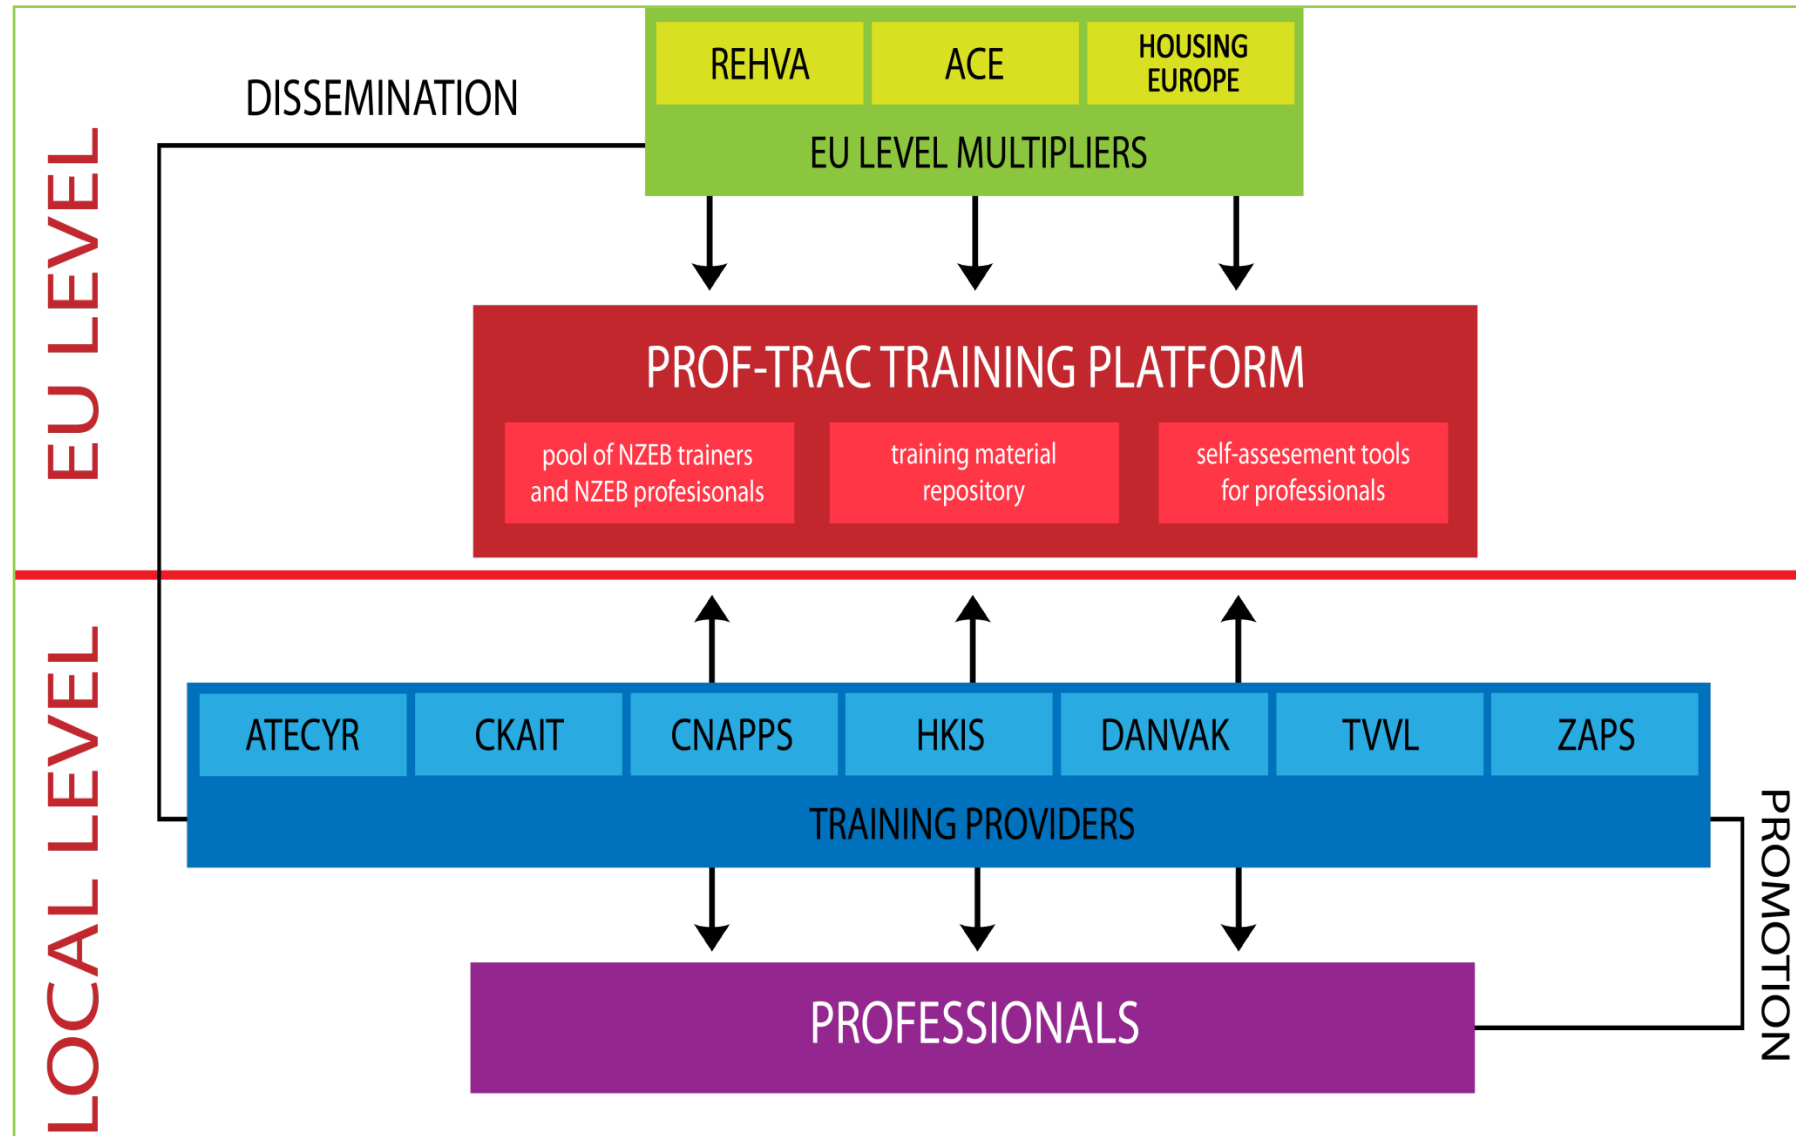 EU LEVEL
DISSEMINATION
REHVA
ACE
HOUSING
EUROPE
EU LEVEL MULTIPLIERS
PROF-TRAC TRAINING PLATFORM
pool of NZEB trainers
and NZEB profesisonals
training material
repository
self-assesement tools
for professionals
LOCAL LEVEL
ATECYR
CKAIT
CNAPPS
HKIS
DANVAK
TVVL
ZAPS
TRAINING PROVIDERS
PROMOTION
PROFESSIONALS